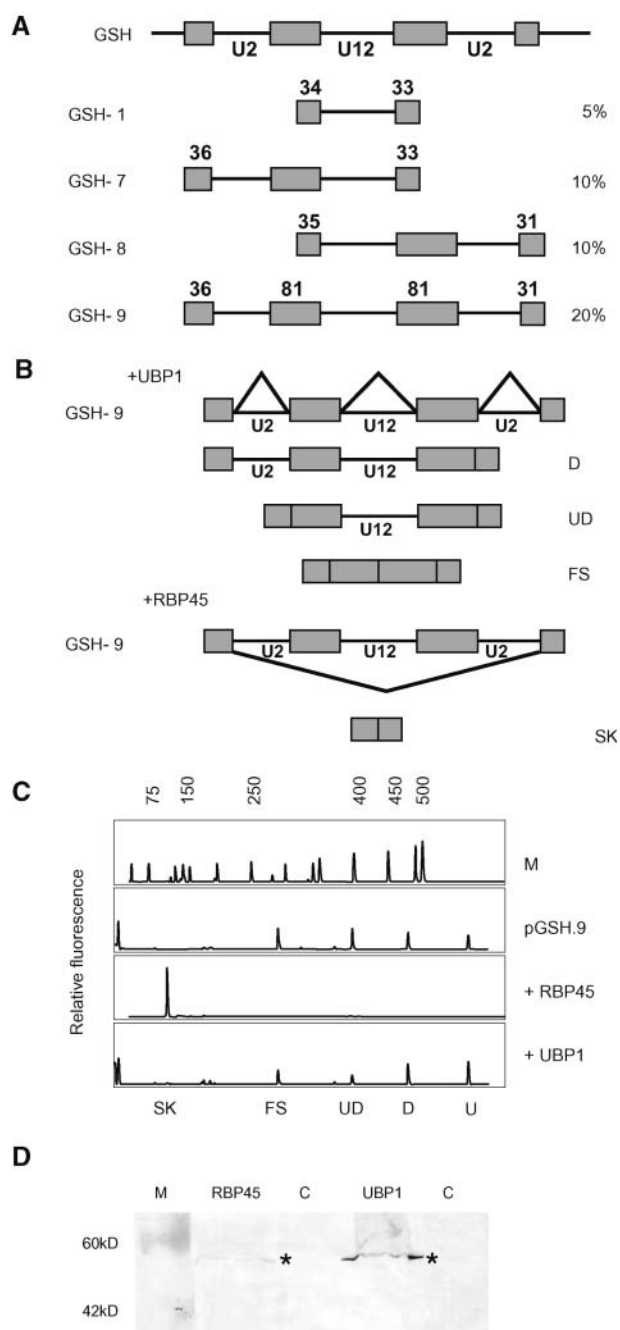 A
GSH
U2 U12 U2
34 33
GSH- 1 5%
36 33
GSH- 7 10%
35 31
GSH- 8 10%
36 81 81 31
GSH- 9 20%
B
+UBP1
GSH- 9
U2 U12 U2
D
U2 U12
UD
U12
FS
+RBP45
GSH- 9
U2 U12 U2
SK
C
75 150 250 400 450 500
Relative fluorescence
M
pGSH.9
+ RBP45
+ UBP1
SK FS UD D U
D
M RBP45 C UBP1 C
60kD
* *
42kD